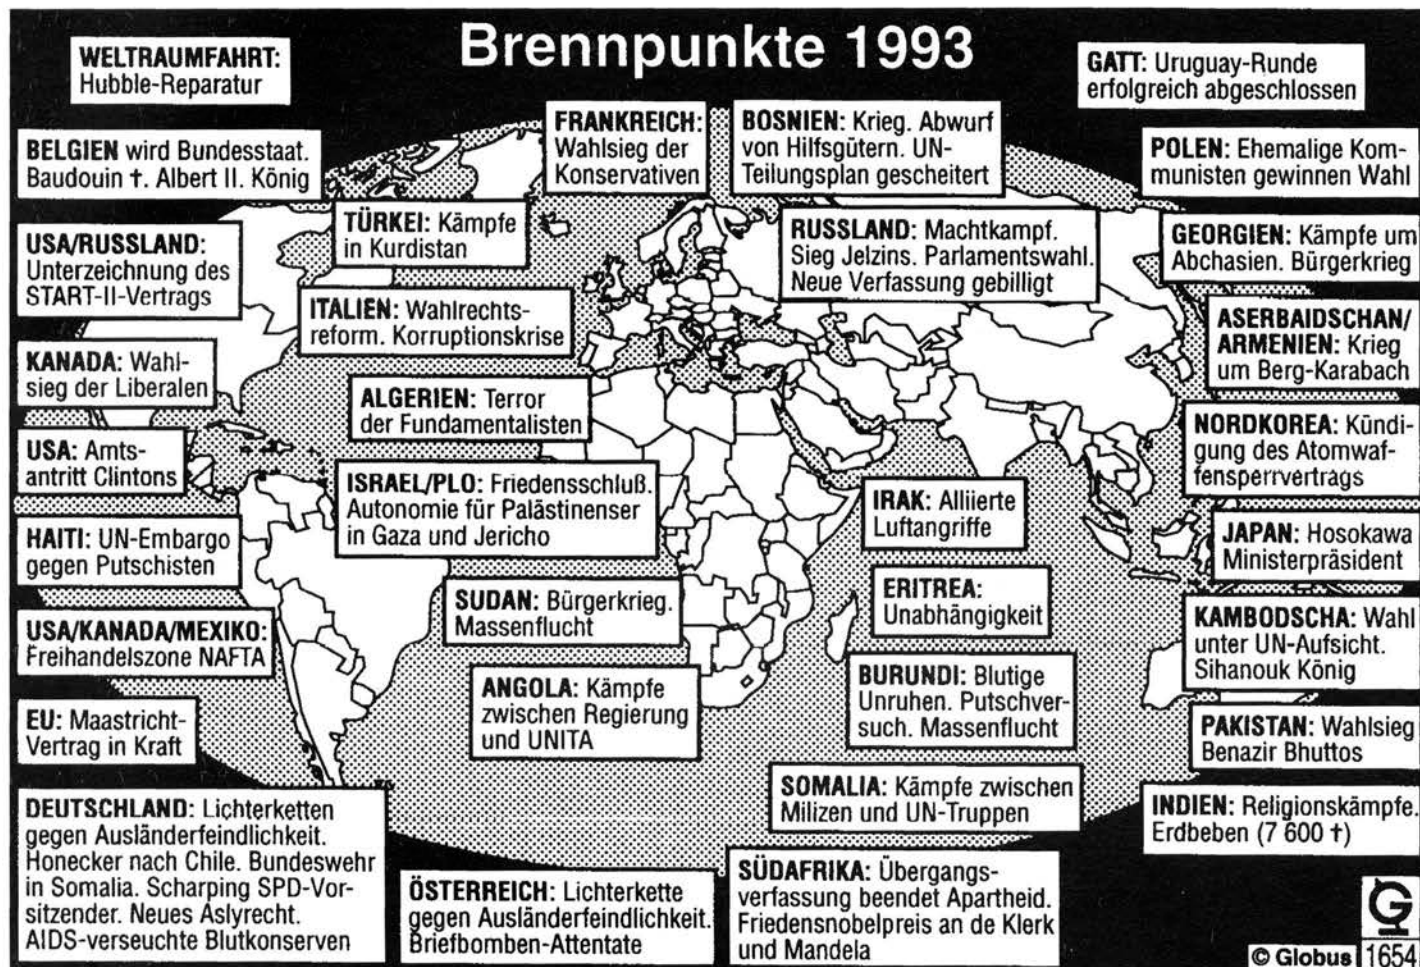 Brennpunkte 1993
WELTRAUMFAHRT:
Hubble-Reparatur
GATT: Uruguay-Runde
erfolgreich abgeschlossen
BELGIEN wird Bundesstaat.
Baudouin †. Albert II. König
FRANKREICH:
Wahlsieg der
Konservativen
BOSNIEN: Krieg. Abwurf
von Hilfsgütern. UN-
Teilungsplan gescheitert
POLEN: Ehemalige Kom-
munisten gewinnen Wahl
USA/RUSSLAND:
Unterzeichnung des
START-II-Vertrags
TÜRKEI: Kämpfe
in Kurdistan
RUSSLAND: Machtkampf.
Sieg Jelzins. Parlamentswahl.
Neue Verfassung gebilligt
GEORGIEN: Kämpfe um
Abchasien. Bürgerkrieg
ITALIEN: Wahlrechts-
reform. Korruptionskrise
ASERBAIDSCHAN/
ARMENIEN: Krieg
um Berg-Karabach
KANADA: Wahl-
sieg der Liberalen
ALGERIEN: Terror
der Fundamentalisten
NORDKOREA: Kündi-
gung des Atomwaf-
fensperrvertrags
USA: Amts-
antritt Clintons
ISRAEL/PLO: Friedensschluß.
Autonomie für Palästinenser
in Gaza und Jericho
IRAK: Alliierte
Luftangriffe
HAITI: UN-Embargo
gegen Putschisten
JAPAN: Hosokawa
Ministerpräsident
SUDAN: Bürgerkrieg.
Massenflucht
ERITREA:
Unabhängigkeit
KAMBODSCHA: Wahl
unter UN-Aufsicht.
Sihanouk König
USA/KANADA/MEXIKO:
Freihandelszone NAFTA
ANGOLA: Kämpfe
zwischen Regierung
und UNITA
BURUNDI: Blutige
Unruhen. Putschver-
such. Massenflucht
EU: Maastricht-
Vertrag in Kraft
PAKISTAN: Wahlsieg
Benazir Bhuttos
SOMALIA: Kämpfe zwischen
Milizen und UN-Truppen
INDIEN: Religionskämpfe.
Erdbeben (7 600 †)
DEUTSCHLAND: Lichterketten
gegen Ausländerfeindlichkeit.
Honecker nach Chile. Bundeswehr
in Somalia. Scharping SPD-Vor-
sitzender. Neues Aslyrecht.
AIDS-verseuchte Blutkonserven
ÖSTERREICH: Lichterkette
gegen Ausländerfeindlichkeit.
Briefbomben-Attentate
SÜDAFRIKA: Übergangs-
verfassung beendet Apartheid.
Friedensnobelpreis an de Klerk
und Mandela
© Globus 1654